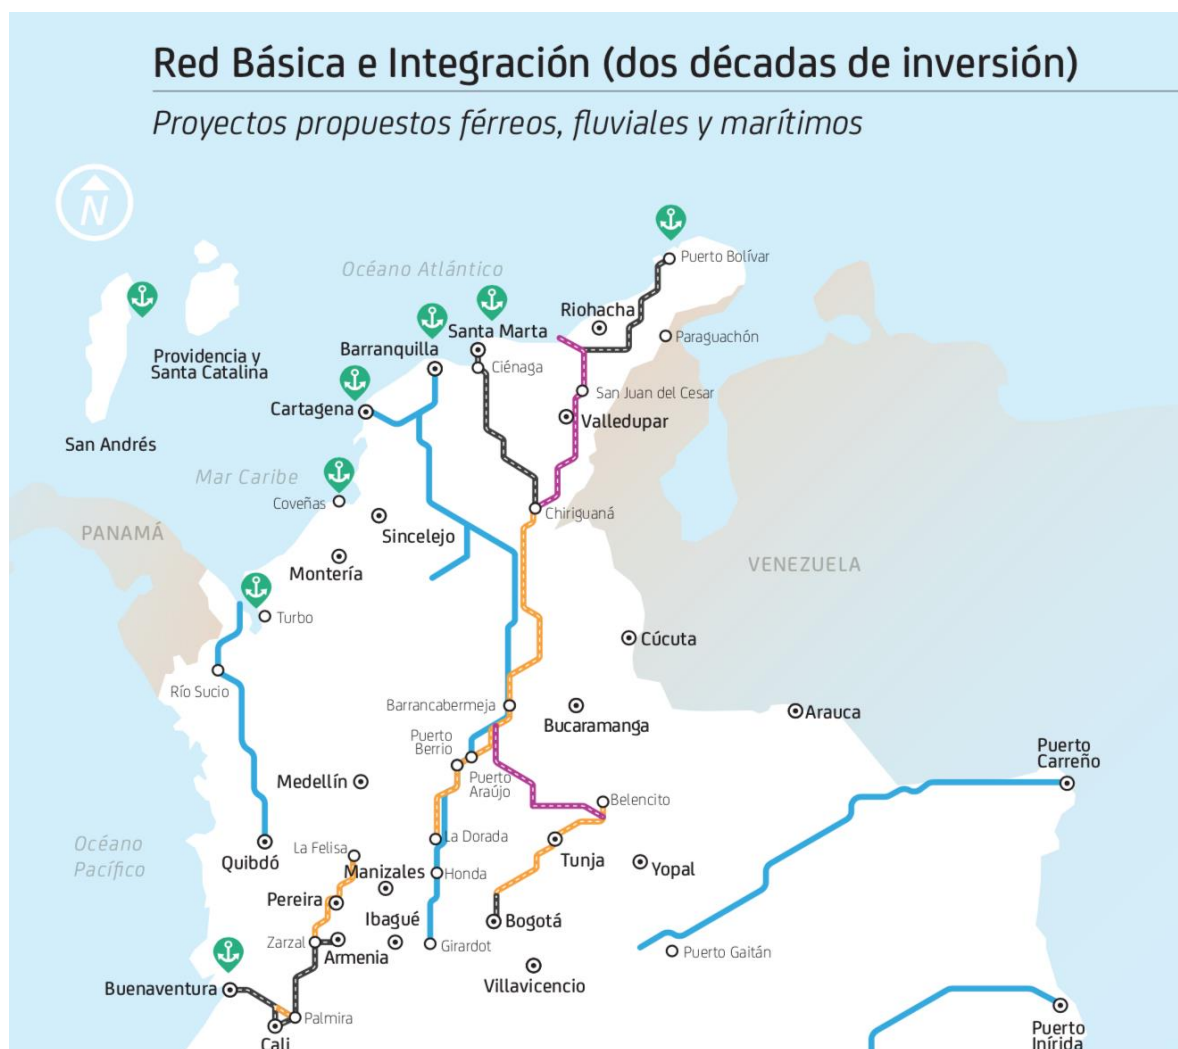 Red Básica e Integración (dos décadas de inversión)
Proyectos propuestos férreos, fluviales y marítimos
N
Océano Atlántico
Puerto Bolívar
Riohacha
Santa Marta
Paraguachón
Barranquilla
Providencia y
Santa Catalina
Ciénaga
San Juan del Cesar
Cartagena
Valledupar
San Andrés
Mar Caribe
Coveñas
Chiriguaná
PANAMÁ
Sincelejo
VENEZUELA
Montería
Turbo
Cúcuta
Río Sucio
Barrancabermeja
Bucaramanga
Arauca
Puerto
Berrio
Puerto
Carreño
Medellín
Puerto
Araújo
Belencito
Océano
Pacífico
La Dorada
La Felisa
Quibdó
Tunja
Yopal
Manizales
Honda
Pereira
Ibagué
Bogotá
Zarzal
Armenia
Girardot
Puerto Gaitán
Villavicencio
Buenaventura
Palmira
Puerto
Inírida
Cali